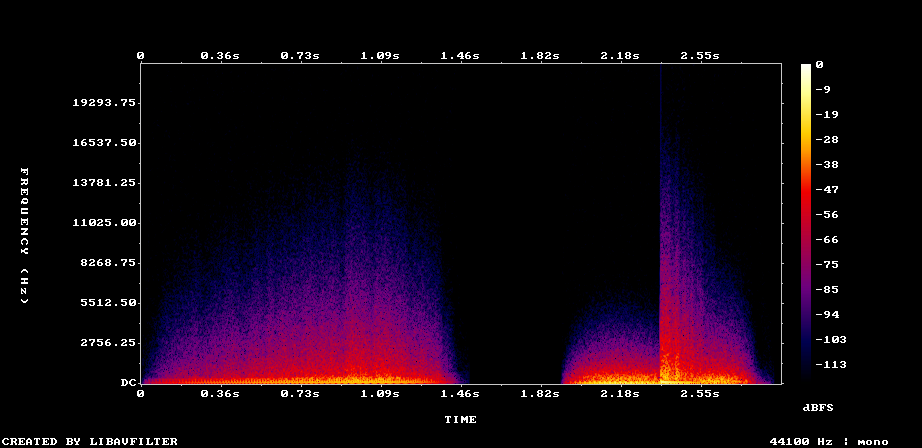 0 0.36s 0.73s 1.09s 1.46s 1.82s 2.18s 2.55s
0
-9
-19
-28
-38
-47
-56
-66
-75
-85
-94
-103
-113
dBFS
19293.75
16537.50
13781.25
11025.00
8268.75
5512.50
2756.25
DC
FREQUENCY (Hz)
0 0.36s 0.73s 1.09s 1.46s 1.82s 2.18s 2.55s
TIME
CREATED BY LIBAVFILTER
44100 Hz | mono